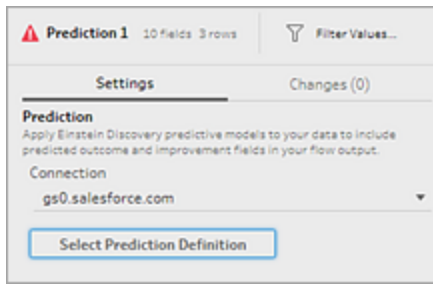 Prediction 1 10 fields 3 rows Filter Values...
Settings Changes (0)
Prediction
Apply Einstein Discovery predictive models to your data to include
predicted outcome and improvement fields in your flow output.
Connection
gs0.salesforce.com
Select Prediction Definition